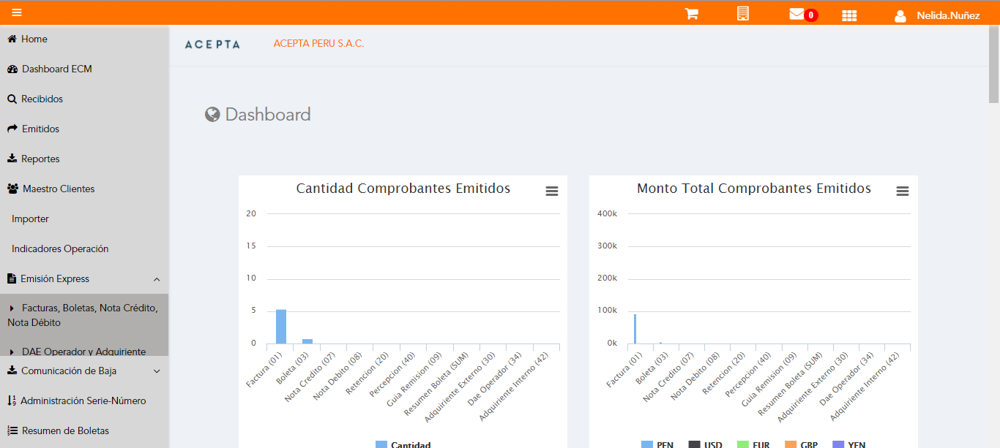 0
Nelida.Nuñez
Home
Dashboard ECM
Recibidos
Emitidos
Reportes
Maestro Clientes
Importer
Indicadores Operación
Emisión Express
Facturas, Boletas, Nota Crédito,
Nota Débito
DAE Operador y Adquiriente
Comunicación de Baja
Administración Serie-Número
Resumen de Boletas
ACEPTA
ACEPTA PERU S.A.C.
Dashboard
Cantidad Comprobantes Emitidos
20
15
10
5
0
Factura (01)
Boleta (03)
Nota Credito (07)
Nota Debito (08)
Retencion (20)
Percepcion (40)
Guia Remision (09)
Resumen Boleta (SUM)
Adquiriente Externo (30)
Dae Operador (34)
Adquiriente Interno (42)
Cantidad
Monto Total Comprobantes Emitidos
400k
300k
200k
100k
0k
Factura (01)
Boleta (03)
Nota Credito (07)
Nota Debito (08)
Retencion (20)
Percepcion (40)
Guia Remision (09)
Resumen Boleta (SUM)
Adquiriente Externo (30)
Dae Operador (34)
Adquiriente Interno (42)
PEN USD EUR GBP YEN